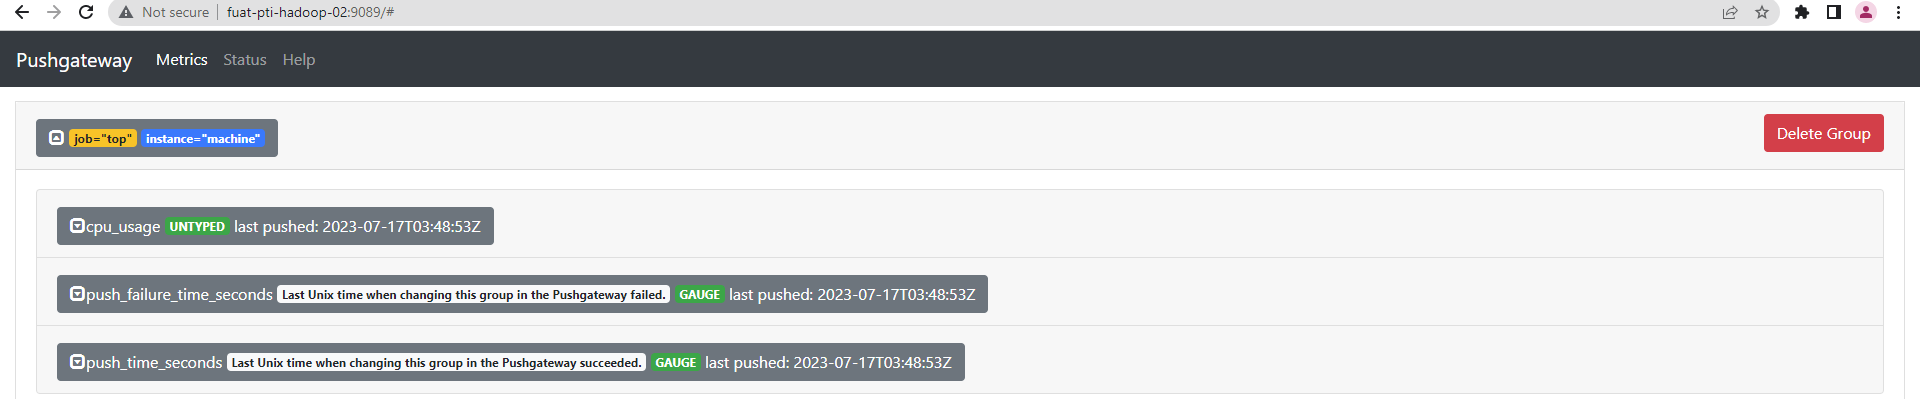 Not secure fuat-pti-hadoop-02:9089/#
Pushgateway Metrics Status Help
job="top" instance="machine" Delete Group
cpu_usage UNTYPED last pushed: 2023-07-17T03:48:53Z
push_failure_time_seconds Last Unix time when changing this group in the Pushgateway failed. GAUGE last pushed: 2023-07-17T03:48:53Z
push_time_seconds Last Unix time when changing this group in the Pushgateway succeeded. GAUGE last pushed: 2023-07-17T03:48:53Z